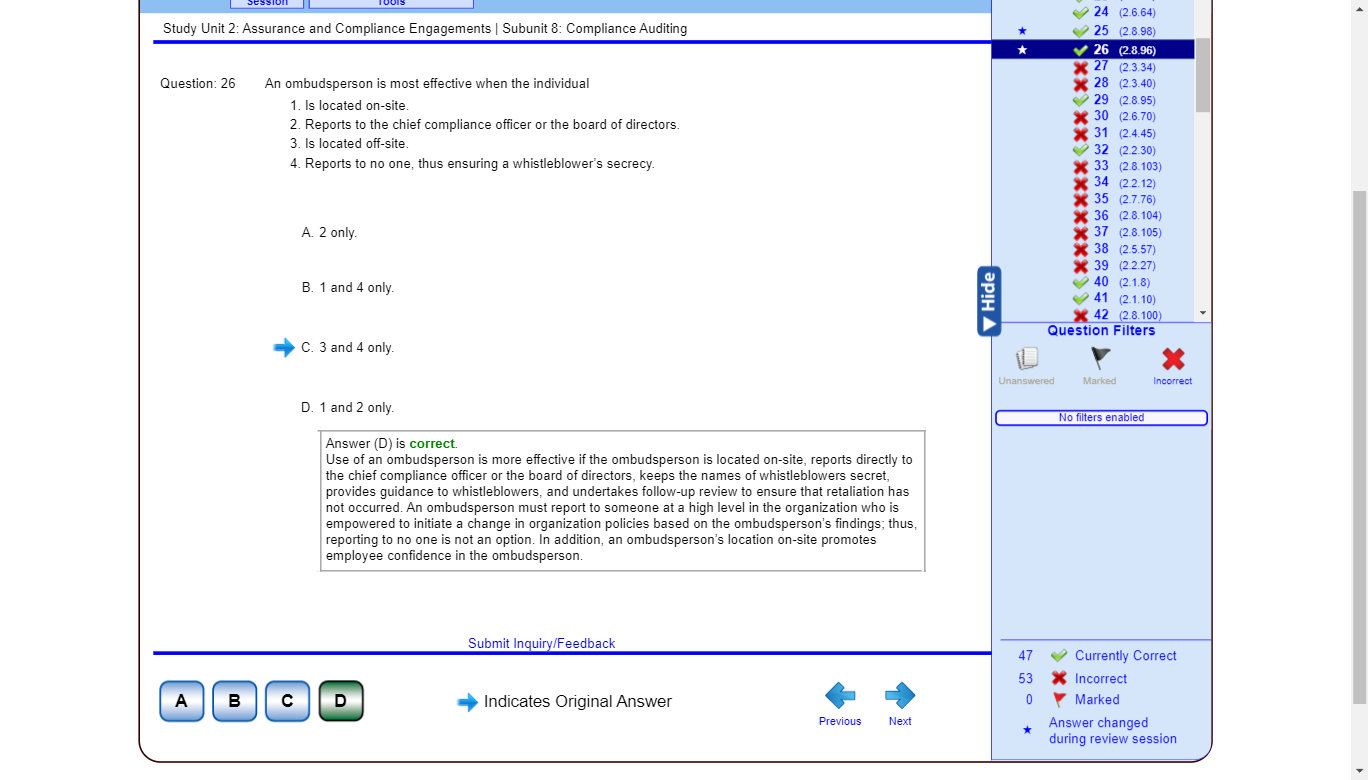 Session Tools
Study Unit 2: Assurance and Compliance Engagements | Subunit 8: Compliance Auditing
Question: 26 An ombudsperson is most effective when the individual
1. Is located on-site.
2. Reports to the chief compliance officer or the board of directors.
3. Is located off-site.
4. Reports to no one, thus ensuring a whistleblower's secrecy.
A. 2 only.
B. 1 and 4 only.
C. 3 and 4 only.
D. 1 and 2 only.
Answer (D) is correct.
Use of an ombudsperson is more effective if the ombudsperson is located on-site, reports directly to
the chief compliance officer or the board of directors, keeps the names of whistleblowers secret,
provides guidance to whistleblowers, and undertakes follow-up review to ensure that retaliation has
not occurred. An ombudsperson must report to someone at a high level in the organization who is
empowered to initiate a change in organization policies based on the ombudsperson's findings; thus,
reporting to no one is not an option. In addition, an ombudsperson's location on-site promotes
employee confidence in the ombudsperson.
Submit Inquiry/Feedback
A B C D
Indicates Original Answer
Previous Next
24 (2.6.64)
25 (2.8.98)
26 (2.8.96)
27 (2.3.34)
28 (2.3.40)
29 (2.8.95)
30 (2.6.70)
31 (2.4.45)
32 (2.2.30)
33 (2.8.103)
34 (2.2.12)
35 (2.7.76)
36 (2.8.104)
37 (2.8.105)
38 (2.5.57)
39 (2.2.27)
40 (2.1.8)
41 (2.1.10)
42 (2.8.100)
Hide
Question Filters
Unanswered Marked Incorrect
No filters enabled
47 Currently Correct
53 Incorrect
0 Marked
Answer changed
during review session